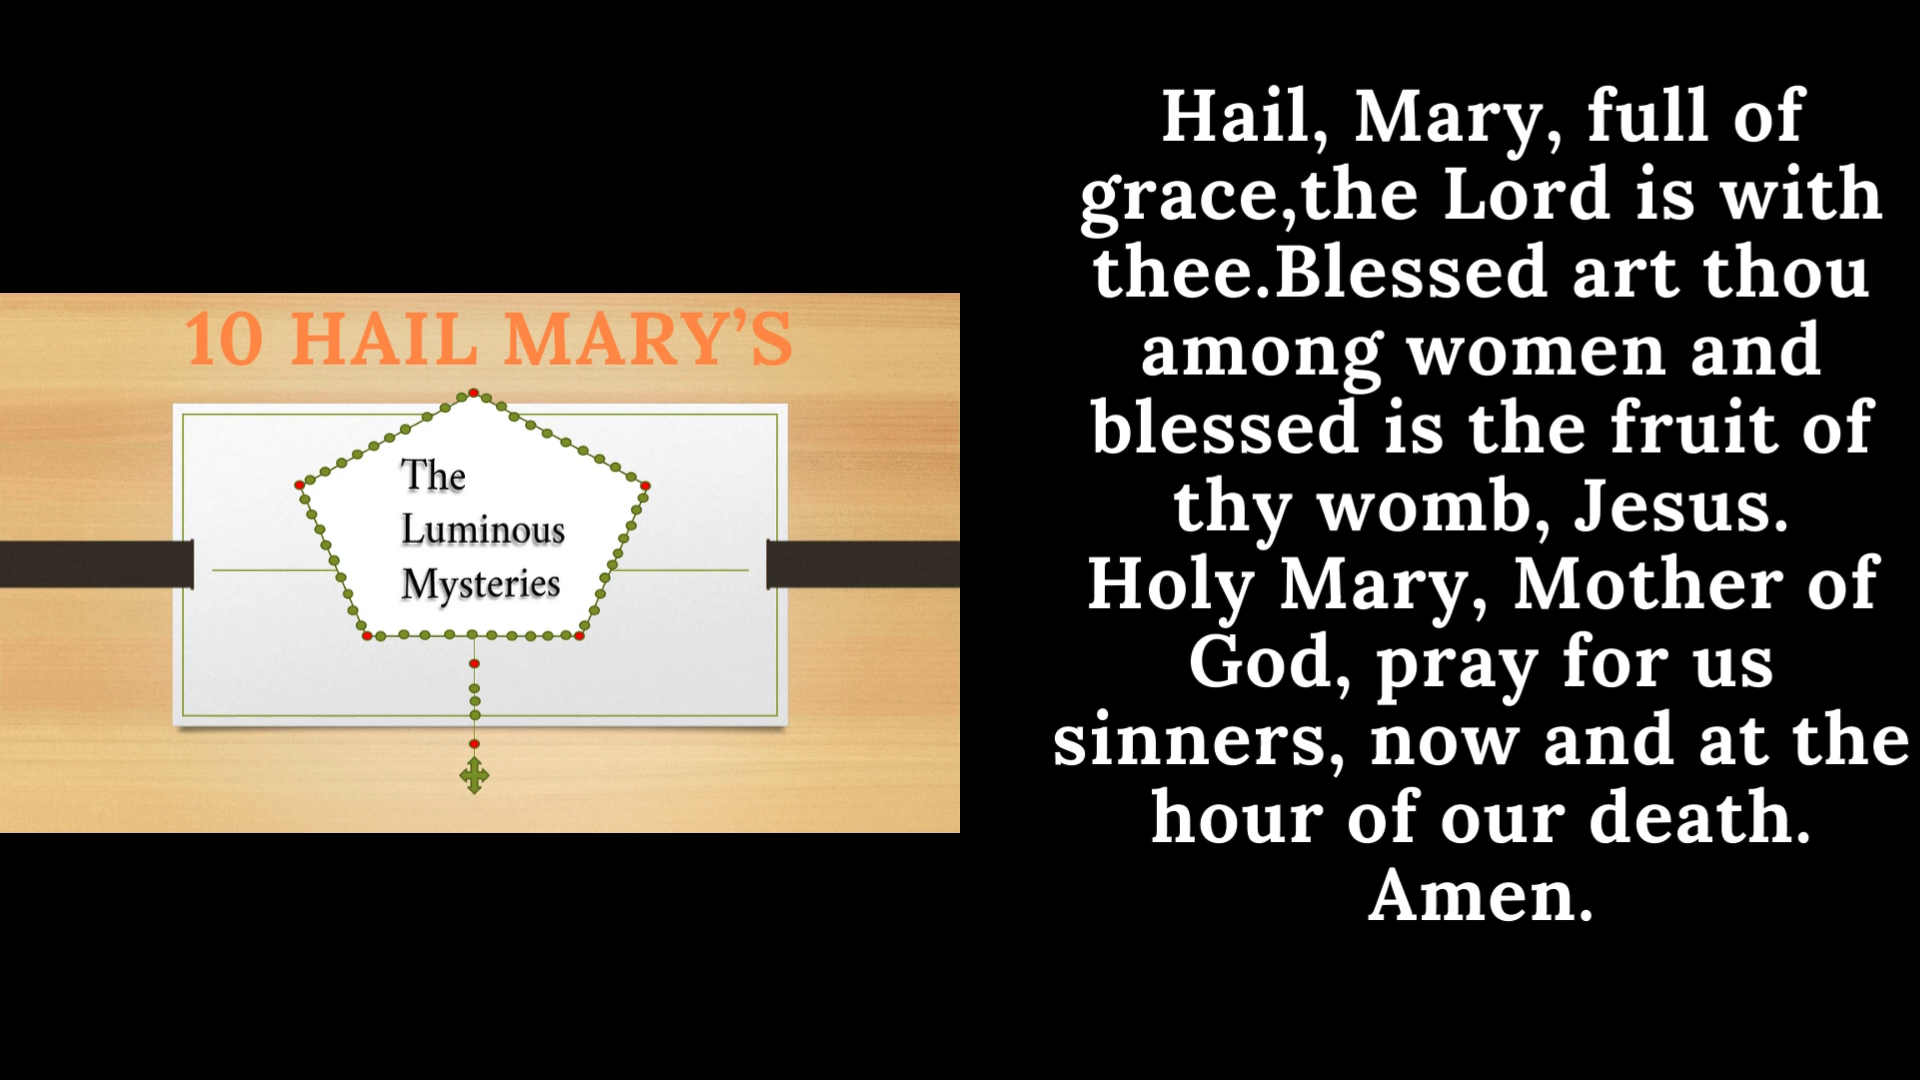 10 HAIL MARY’S
The
Luminous
Mysteries
Hail, Mary, full of
grace,the Lord is with
thee.Blessed art thou
among women and
blessed is the fruit of
thy womb, Jesus.
Holy Mary, Mother of
God, pray for us
sinners, now and at the
hour of our death.
Amen.